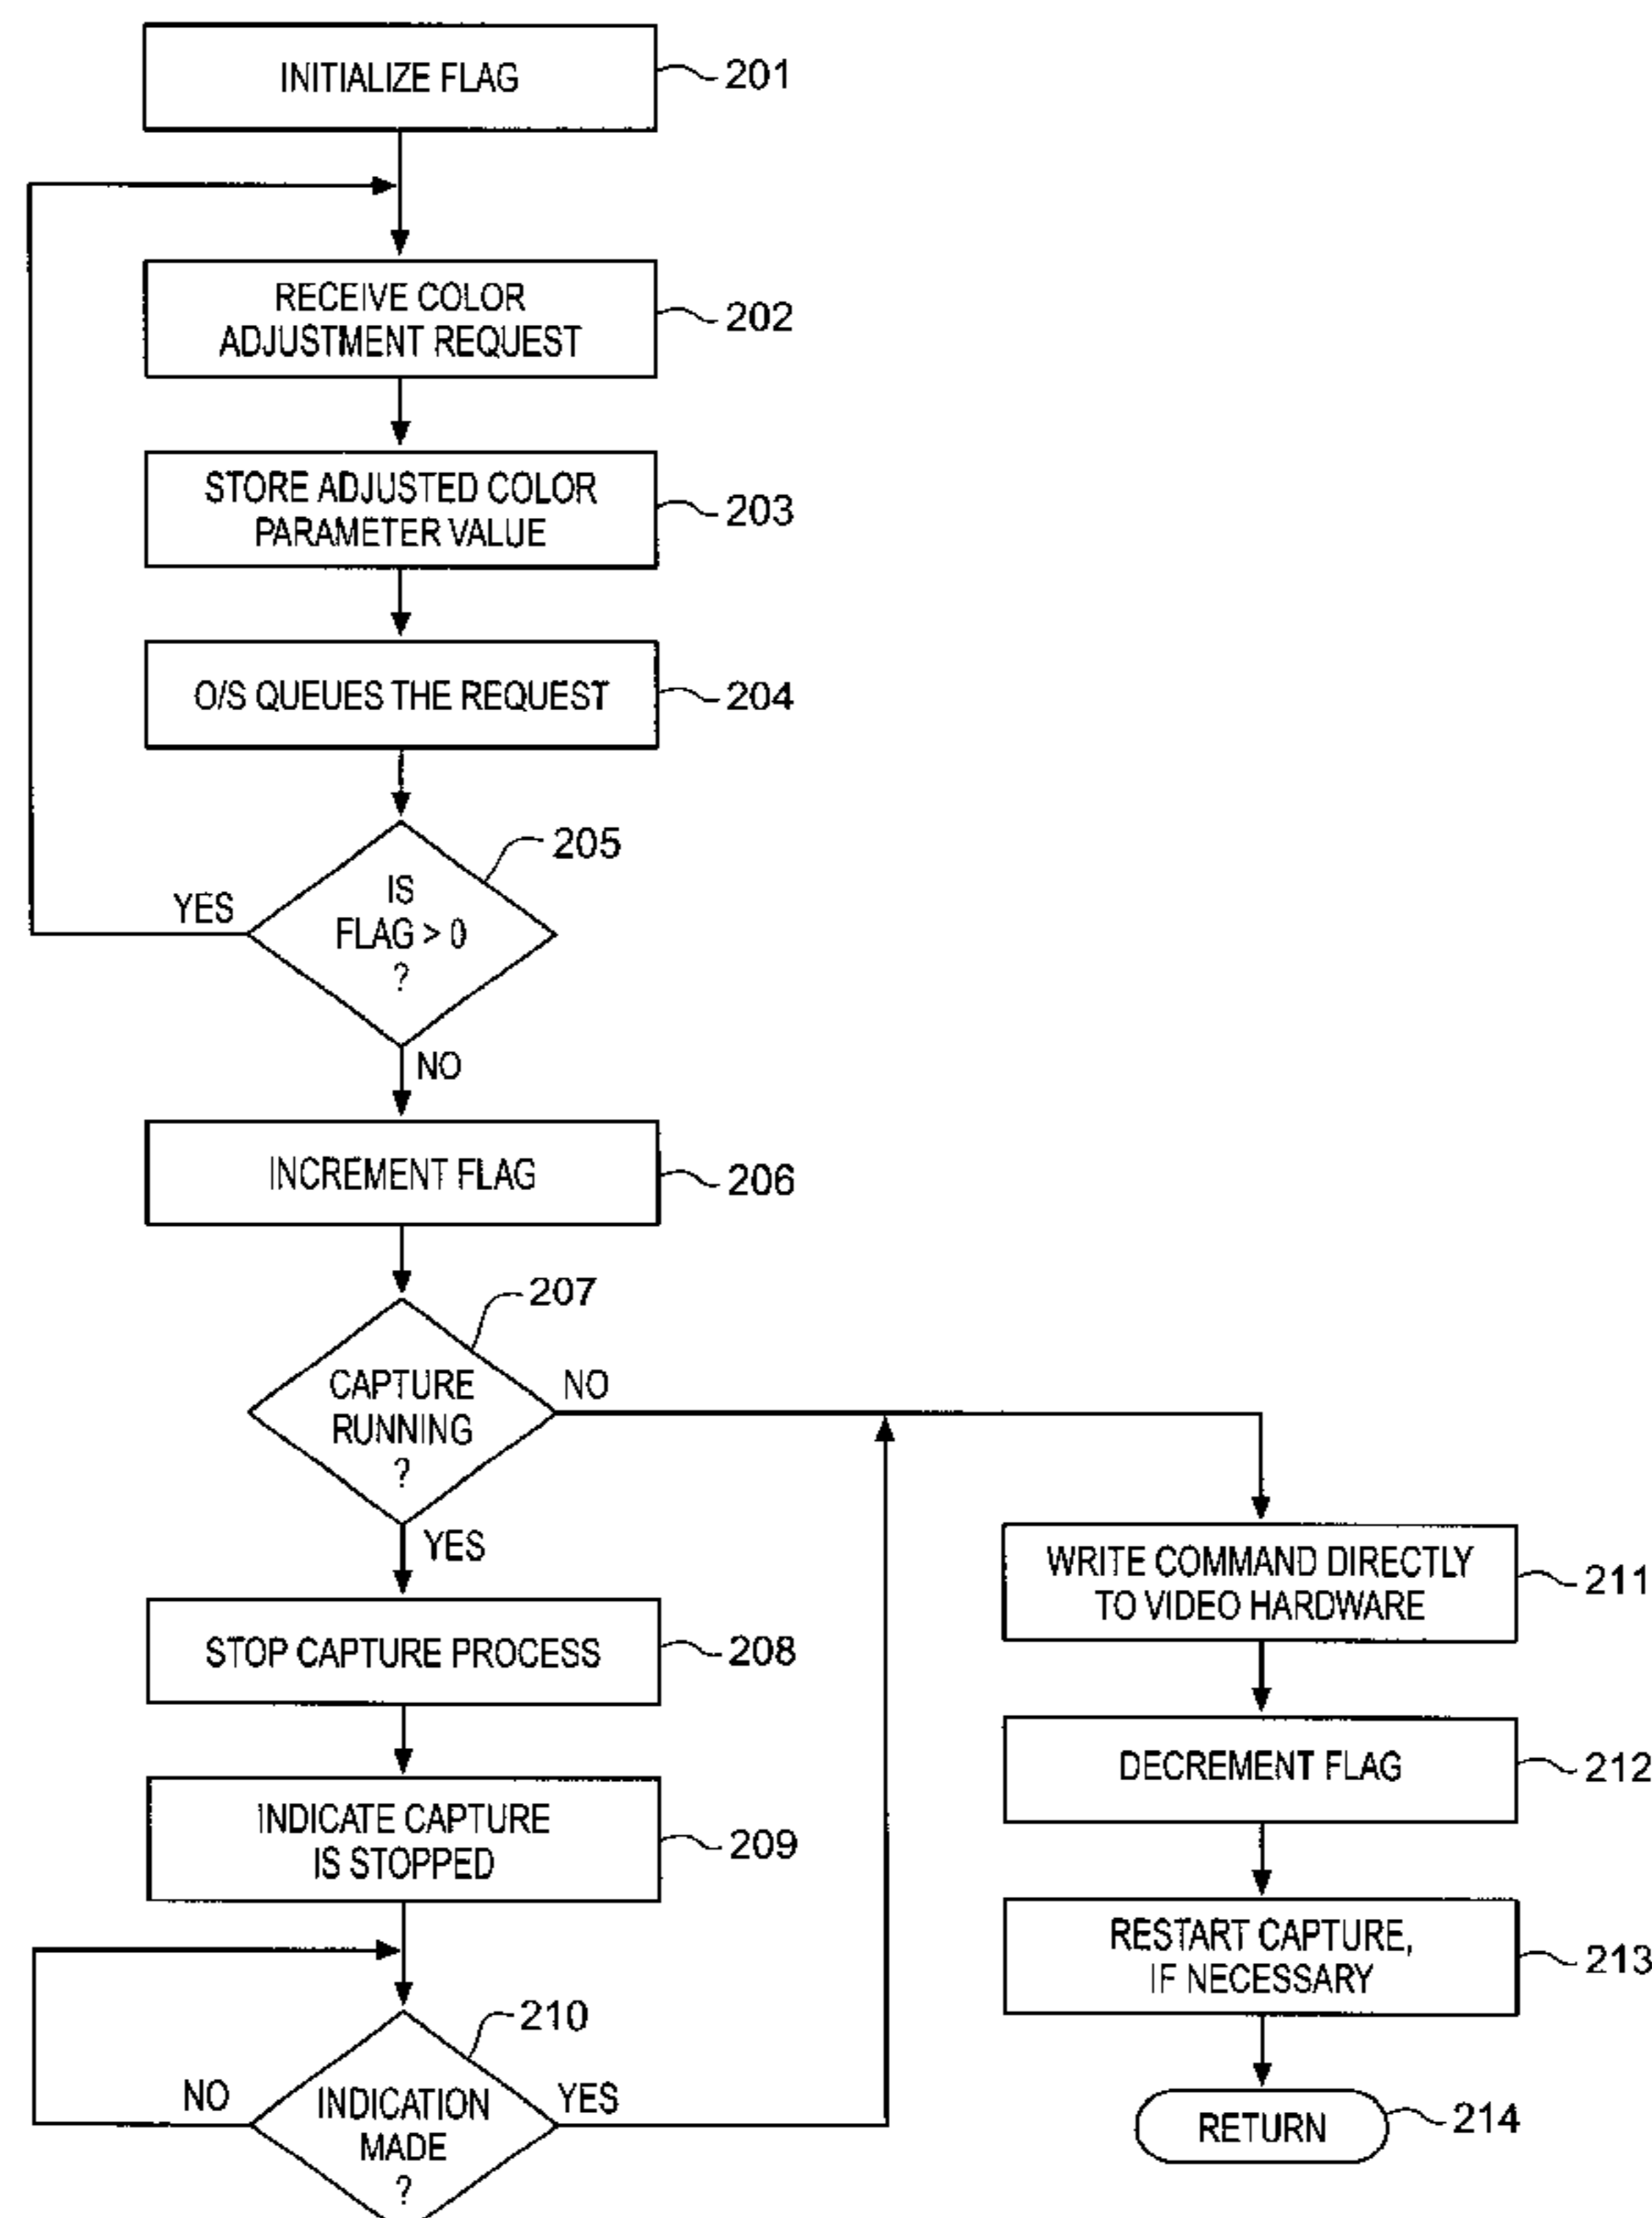 INITIALIZE FLAG
201
RECEIVE COLOR
ADJUSTMENT REQUEST
202
STORE ADJUSTED COLOR
PARAMETER VALUE
203
O/S QUEUES THE REQUEST
204
205
IS
FLAG > 0
?
YES
NO
INCREMENT FLAG
206
207
CAPTURE
RUNNING
?
NO
YES
STOP CAPTURE PROCESS
208
INDICATE CAPTURE
IS STOPPED
209
210
INDICATION
MADE
?
NO
YES
WRITE COMMAND DIRECTLY
TO VIDEO HARDWARE
211
DECREMENT FLAG
212
RESTART CAPTURE,
IF NECESSARY
213
RETURN
214